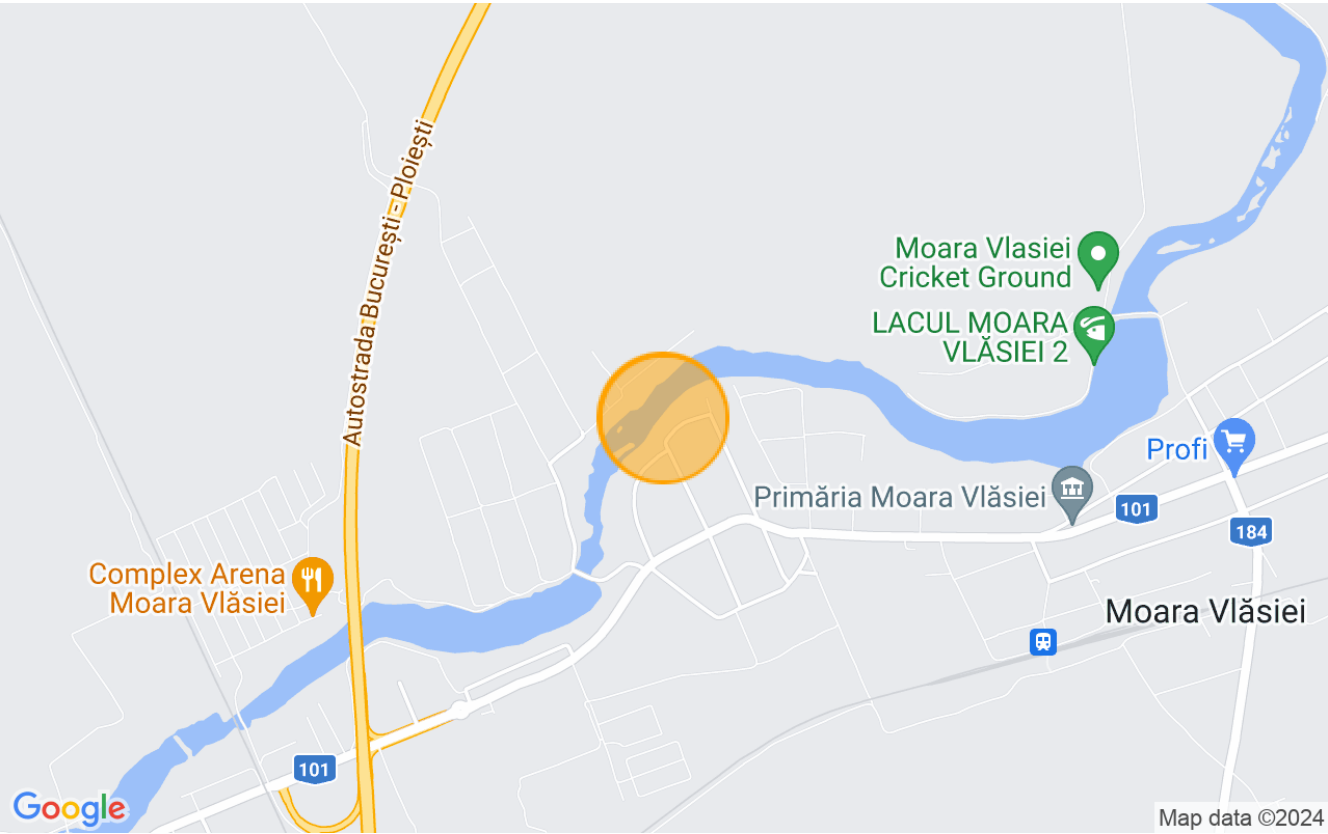 Autostrada București - Ploiești
Moara Vlasiei
Cricket Ground
LACUL MOARA
VLĂSIEI 2
Profi
Primăria Moara Vlăsiei
101
184
Complex Arena
Moara Vlăsiei
Moara Vlăsiei
101
Google
Map data ©2024